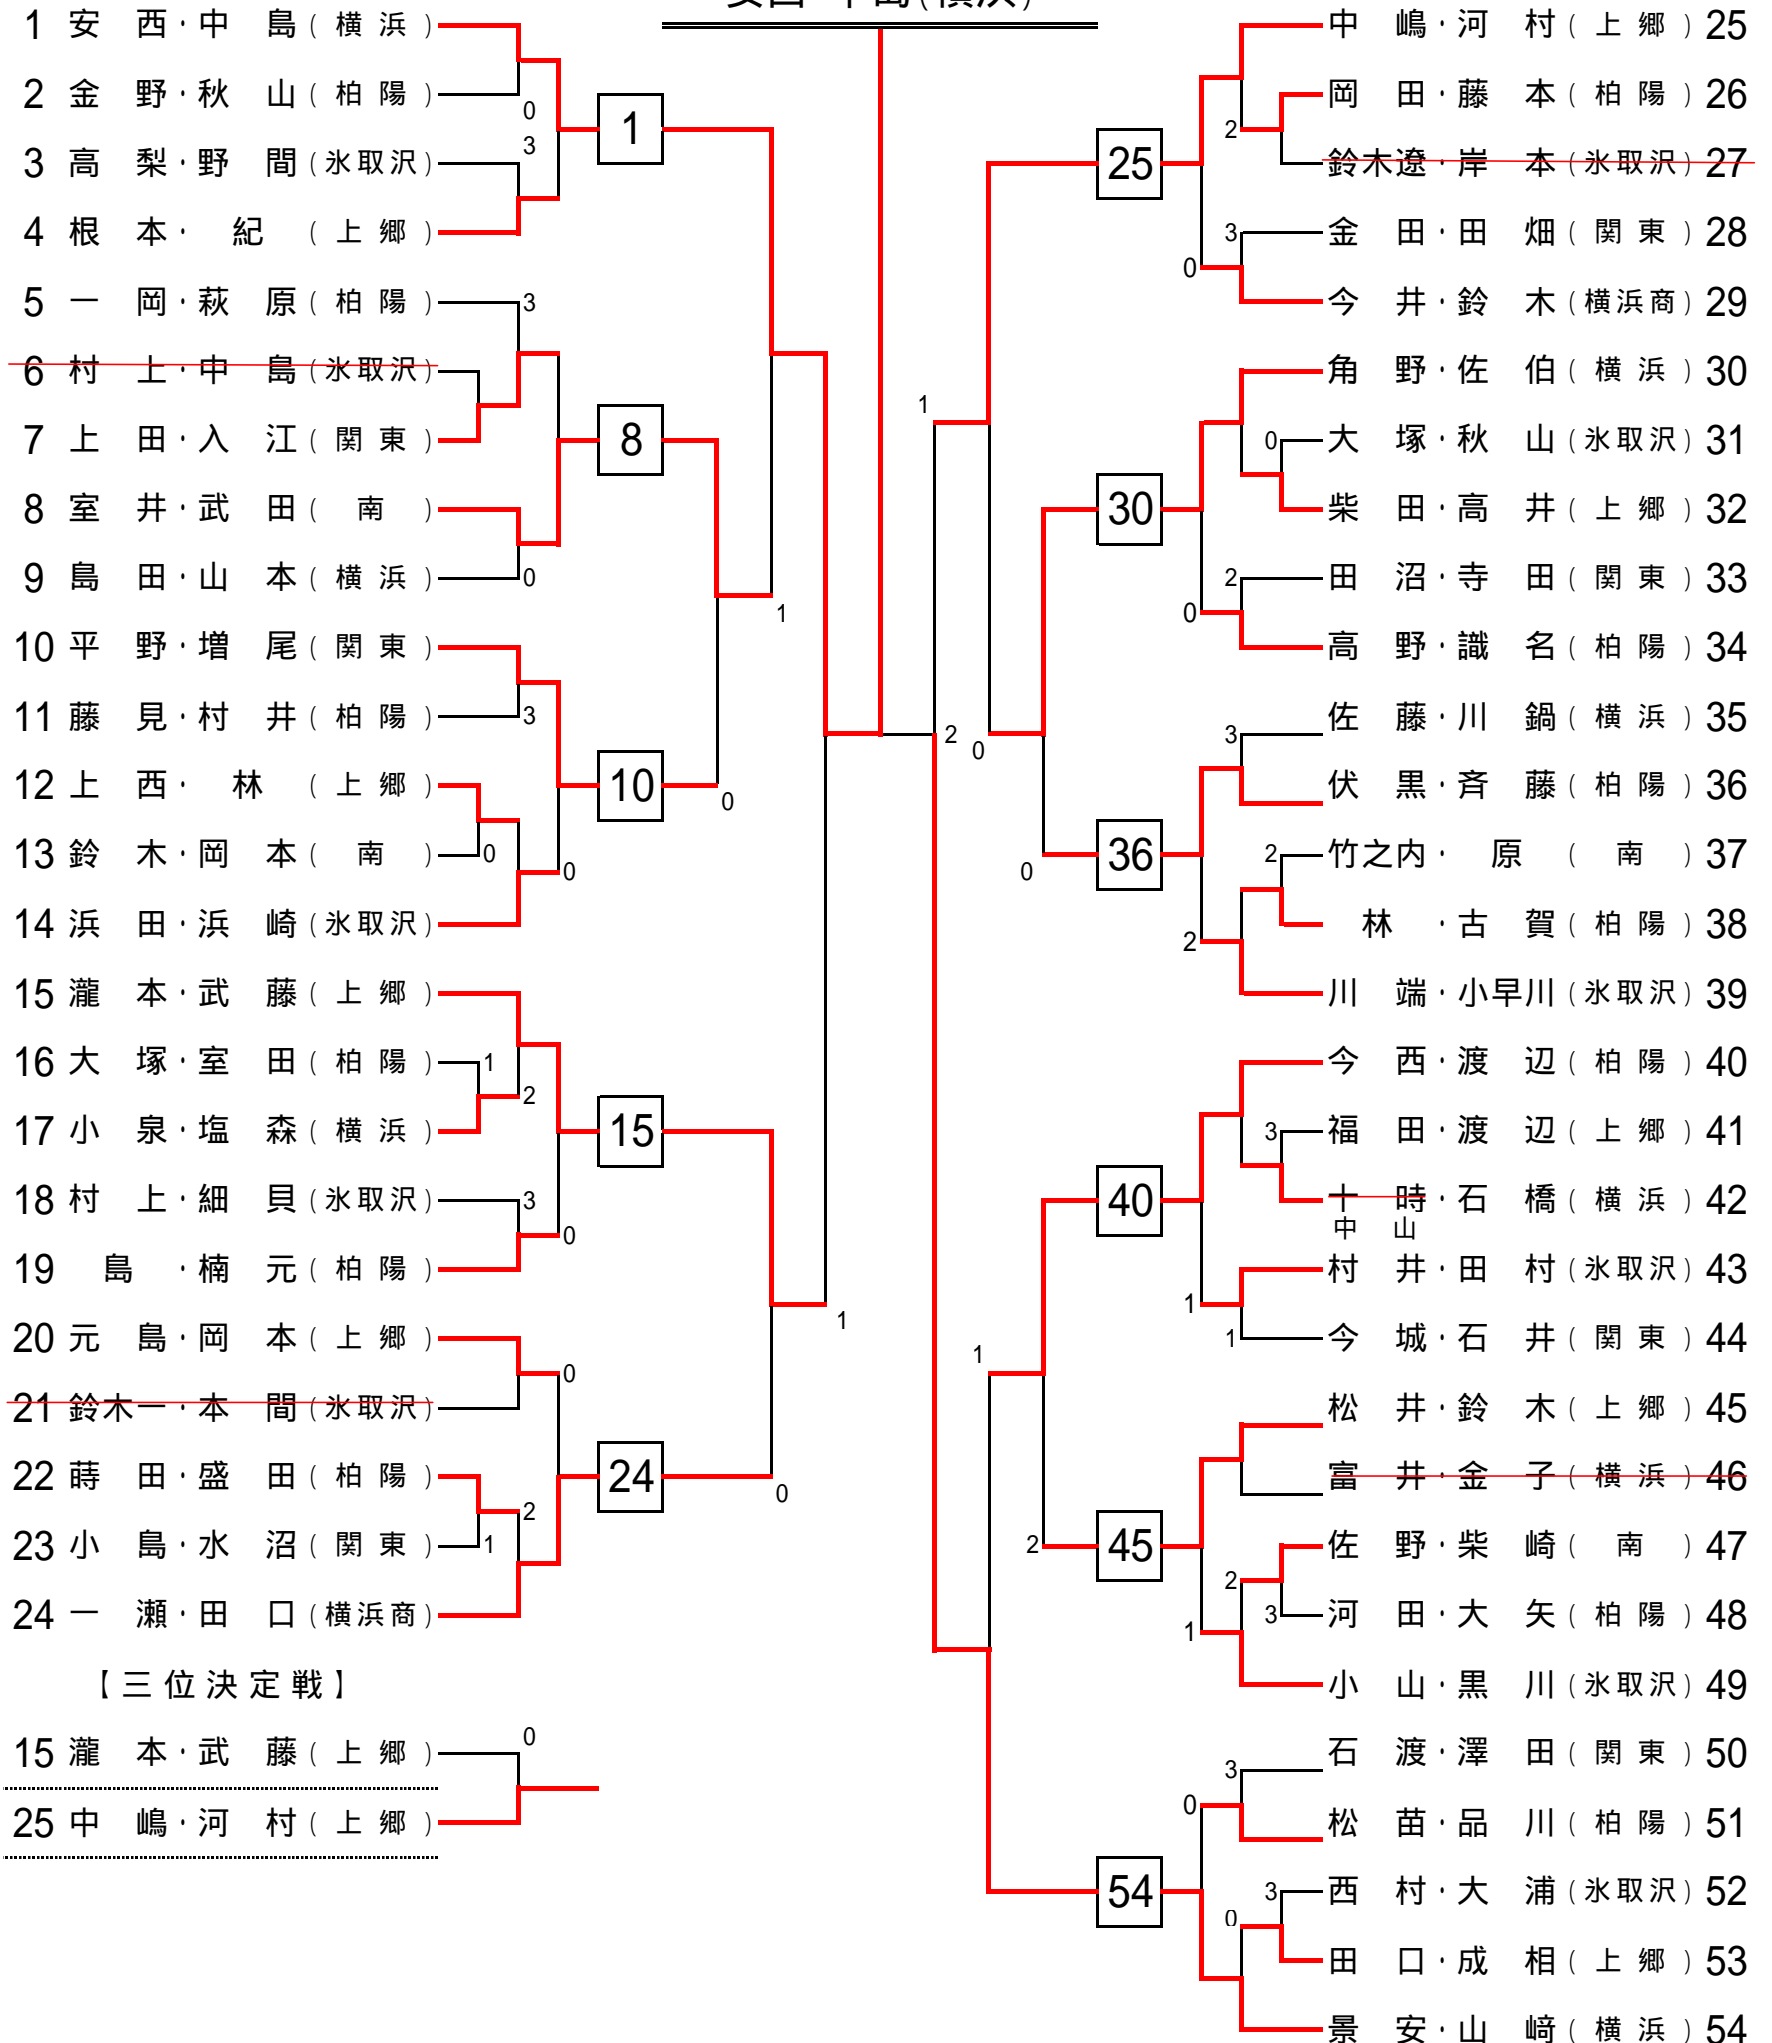 安西・中島(横浜)
1 安西・中島(横浜)
2 金野・秋山(柏陽)
0
3
3 高梨・野間(氷取沢)
4 根本・紀(上郷)
1
5 一岡・萩原(柏陽)
3
6 村上・中島(氷取沢)
7 上田・入江(関東)
8
8 室井・武田(南)
9 島田・山本(横浜)
0
10 平野・増尾(関東)
1
11 藤見・村井(柏陽)
3
12 上西・林(上郷)
10
0
13 鈴木・岡本(南)
0
0
14 浜田・浜崎(氷取沢)
15 瀧本・武藤(上郷)
16 大塚・室田(柏陽)
1
2
17 小泉・塩森(横浜)
15
18 村上・細貝(氷取沢)
3
0
19 島・楠元(柏陽)
20 元島・岡本(上郷)
1
0
21 鈴木一・本間(氷取沢)
22 蒔田・盛田(柏陽)
24
0
2
23 小島・水沼(関東)
1
24 一瀬・田口(横浜商)
【三位決定戦】
15 瀧本・武藤(上郷)
0
25 中嶋・河村(上郷)
中嶋・河村(上郷) 25
岡田・藤本(柏陽) 26
2
25
鈴木遼・岸本(氷取沢) 27
金田・田畑(関東) 28
3
0
今井・鈴木(横浜商) 29
角野・佐伯(横浜) 30
1
大塚・秋山(氷取沢) 31
0
30
柴田・高井(上郷) 32
田沼・寺田(関東) 33
2
0
高野・識名(柏陽) 34
佐藤・川鍋(横浜) 35
3
2
0
伏黒・斉藤(柏陽) 36
竹之内・原(南) 37
2
36
0
林・古賀(柏陽) 38
2
川端・小早川(氷取沢) 39
今西・渡辺(柏陽) 40
福田・渡辺(上郷) 41
3
40
十時・石橋(横浜) 42
中山
村井・田村(氷取沢) 43
1
今城・石井(関東) 44
1
1
松井・鈴木(上郷) 45
富井・金子(横浜) 46
佐野・柴崎(南) 47
2
45
2
河田・大矢(柏陽) 48
3
1
小山・黒川(氷取沢) 49
石渡・澤田(関東) 50
3
0
松苗・品川(柏陽) 51
54
西村・大浦(氷取沢) 52
3
0
田口・成相(上郷) 53
景安・山﨑(横浜) 54